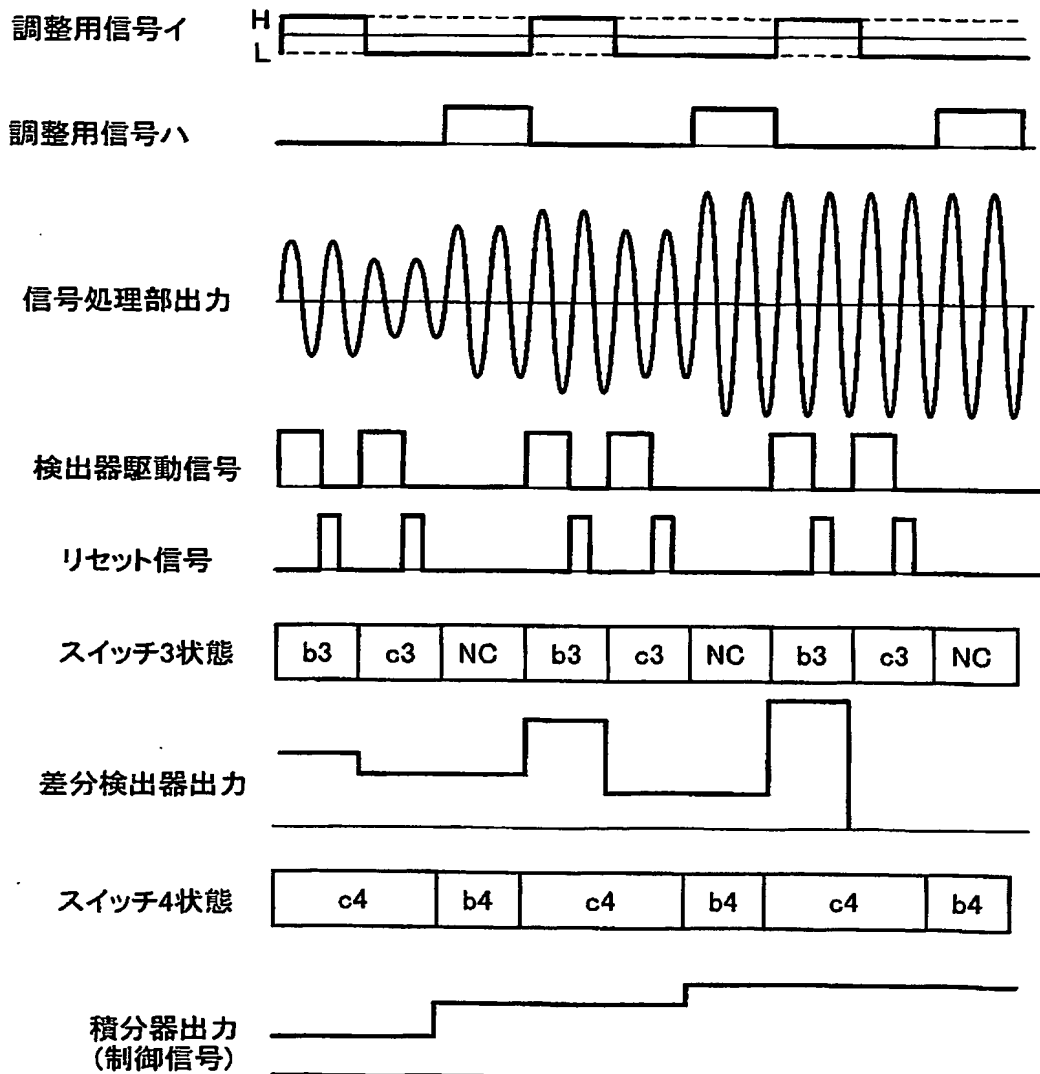 調整用信号イ
H
L
調整用信号ハ
信号処理部出力
検出器駆動信号
リセット信号
スイッチ3状態
b3 c3 NC b3 c3 NC b3 c3 NC
差分検出器出力
スイッチ4状態
c4 b4 c4 b4 c4 b4
積分器出力
(制御信号)